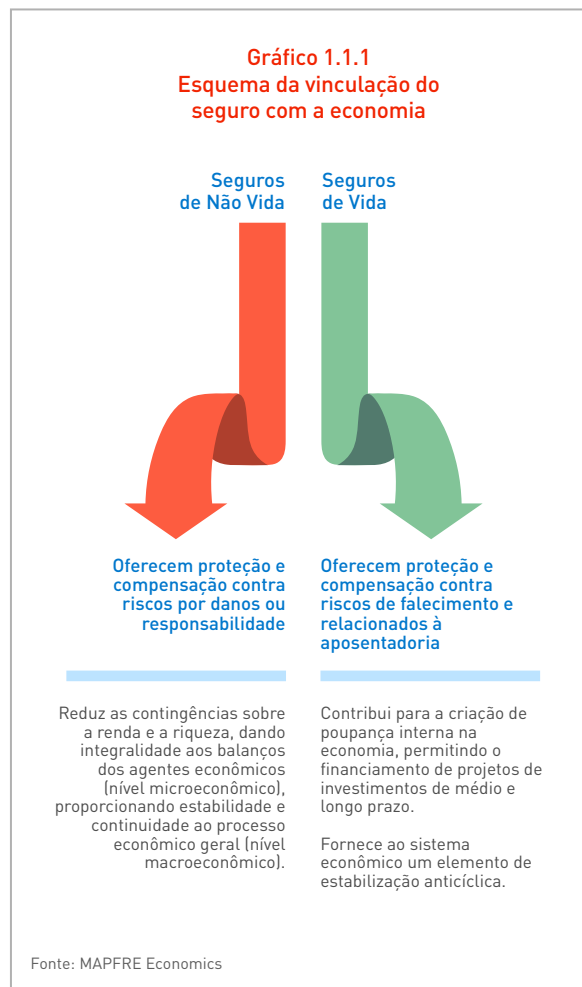 Gráfico 1.1.1
Esquema da vinculação do
seguro com a economia
Seguros
de Não Vida
Seguros
de Vida
Oferecem proteção e
compensação contra
riscos por danos ou
responsabilidade
Oferecem proteção e
compensação contra
riscos de falecimento e
relacionados à
aposentadoria
Reduz as contingências sobre
a renda e a riqueza, dando
integralidade aos balanços
dos agentes econômicos
(nível microeconômico),
proporcionando estabilidade e
continuidade ao processo
econômico geral (nível
macroeconômico).
Contribui para a criação de
poupança interna na
economia, permitindo o
financiamento de projetos de
investimentos de médio e
longo prazo.
Fornece ao sistema
econômico um elemento de
estabilização anticíclica.
Fonte: MAPFRE Economics